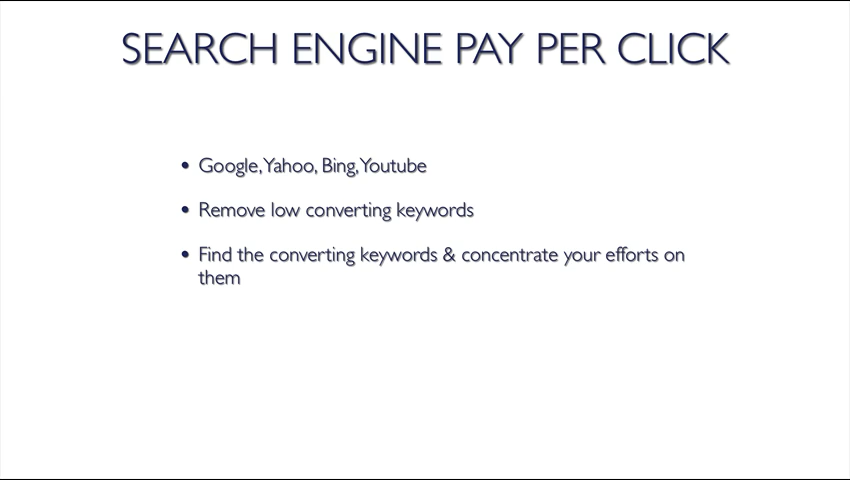 SEARCH ENGINE PAY PER CLICK
• Google, Yahoo, Bing, Youtube
• Remove low converting keywords
• Find the converting keywords & concentrate your efforts on
them